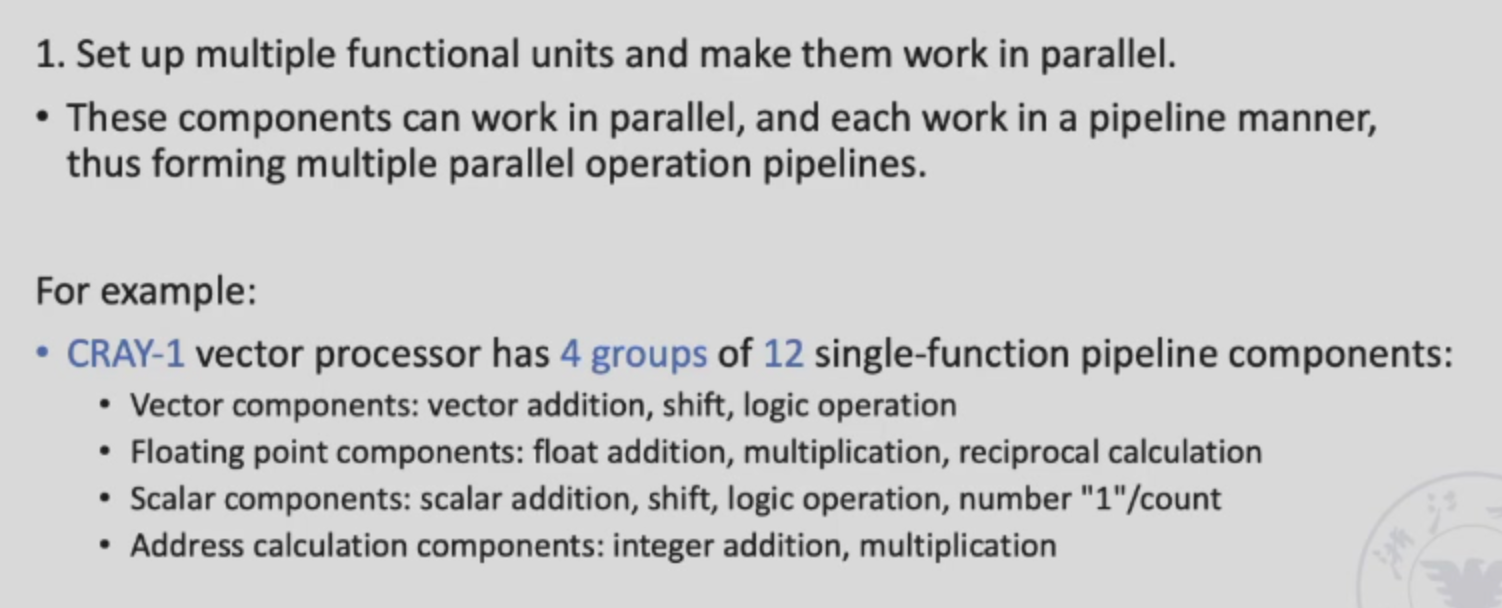 1. Set up multiple functional units and make them work in parallel.
• These components can work in parallel, and each work in a pipeline manner,
thus forming multiple parallel operation pipelines.
For example:
• CRAY-1 vector processor has 4 groups of 12 single-function pipeline components:
• Vector components: vector addition, shift, logic operation
• Floating point components: float addition, multiplication, reciprocal calculation
• Scalar components: scalar addition, shift, logic operation, number "1"/count
• Address calculation components: integer addition, multiplication